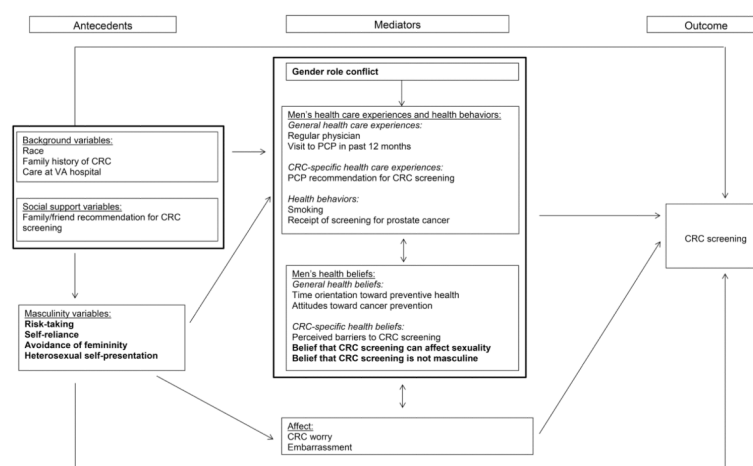 Antecedents
Mediators
Outcome
Background variables:
Race
Family history of CRC
Care at VA hospital
Social support variables:
Family/friend recommendation for CRC
screening
Masculinity variables:
Risk-taking
Self-reliance
Avoidance of femininity
Heterosexual self-presentation
Gender role conflict
Men's health care experiences and health behaviors:
General health care experiences:
Regular physician
Visit to PCP in past 12 months
CRC-specific health care experiences:
PCP recommendation for CRC screening
Health behaviors:
Smoking
Receipt of screening for prostate cancer
Men's health beliefs:
General health beliefs:
Time orientation toward preventive health
Attitudes toward cancer prevention
CRC-specific health beliefs:
Perceived barriers to CRC screening
Belief that CRC screening can affect sexuality
Belief that CRC screening is not masculine
Affect:
CRC worry
Embarrassment
CRC screening